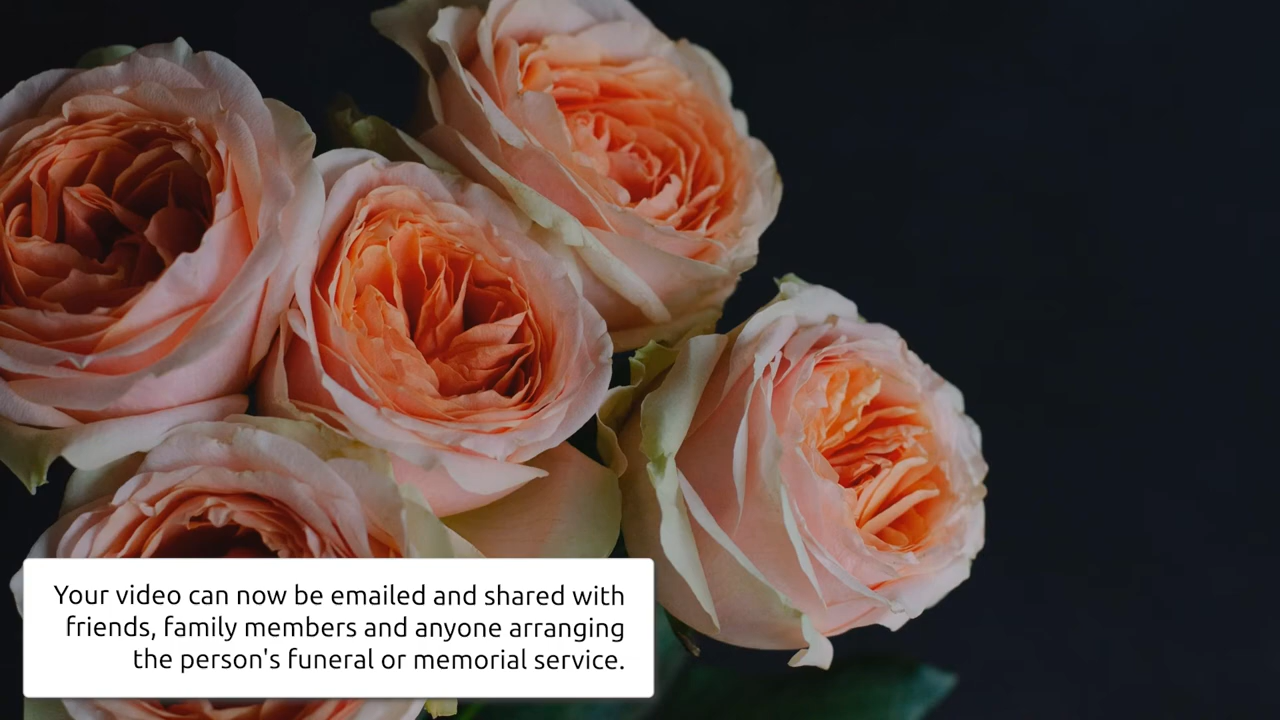 Your video can now be emailed and shared with
friends, family members and anyone arranging
the person's funeral or memorial service.